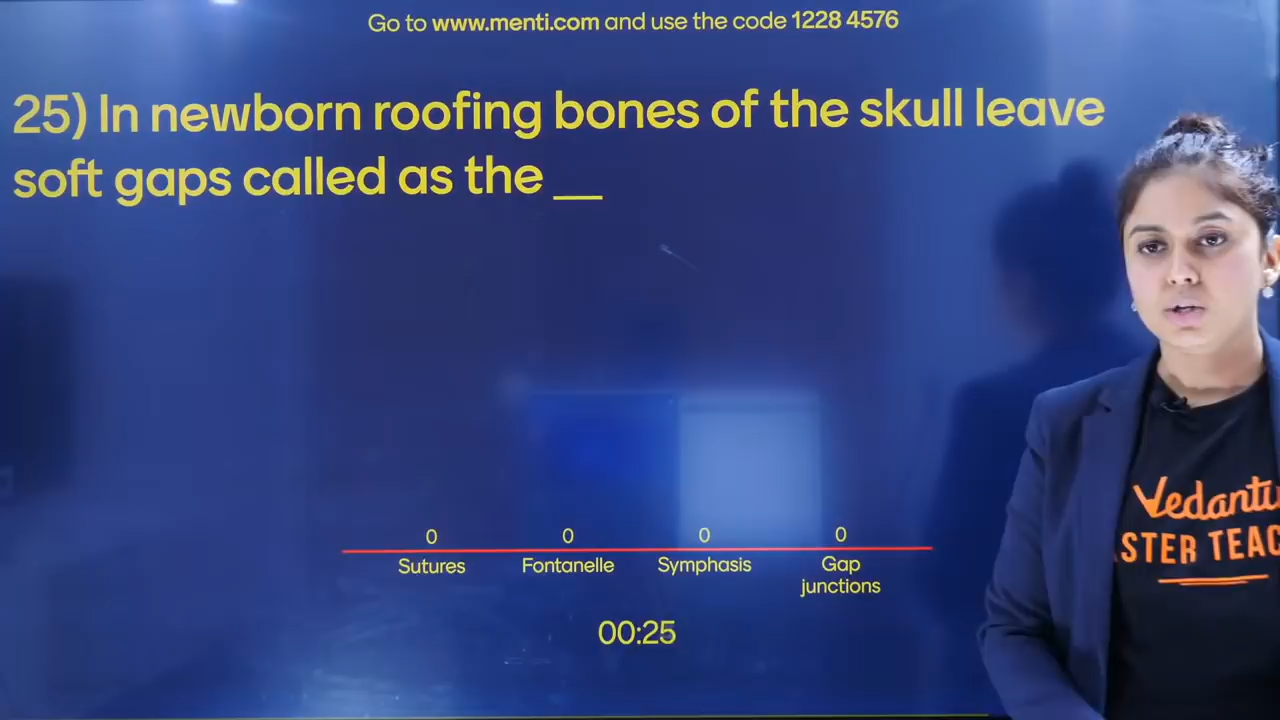 Go to www.menti.com and use the code 1228 4576
25) In newborn roofing bones of the skull leave
soft gaps called as the __
0 0 0 0
Sutures Fontanelle Symphasis Gap
junctions
00:25
Vedantu